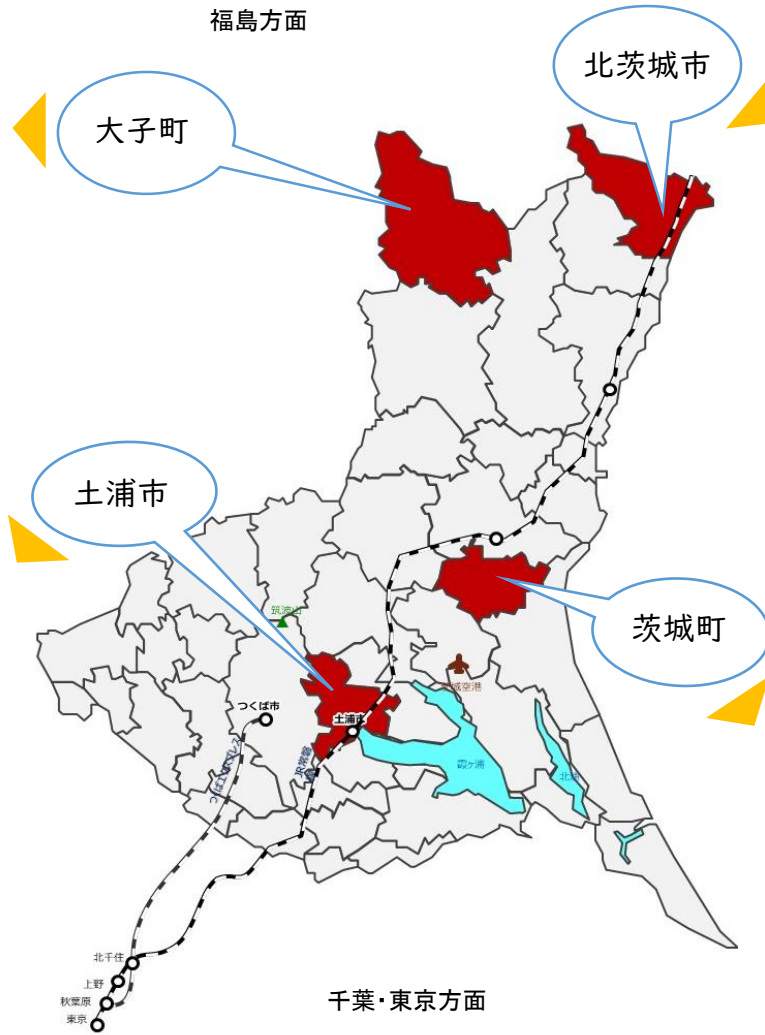 福島方面
北茨城市
大子町
土浦市
筑波山
茨城町
つくば市
土浦市
霞ヶ浦
北千住
上野
秋葉原
東京
千葉・東京方面